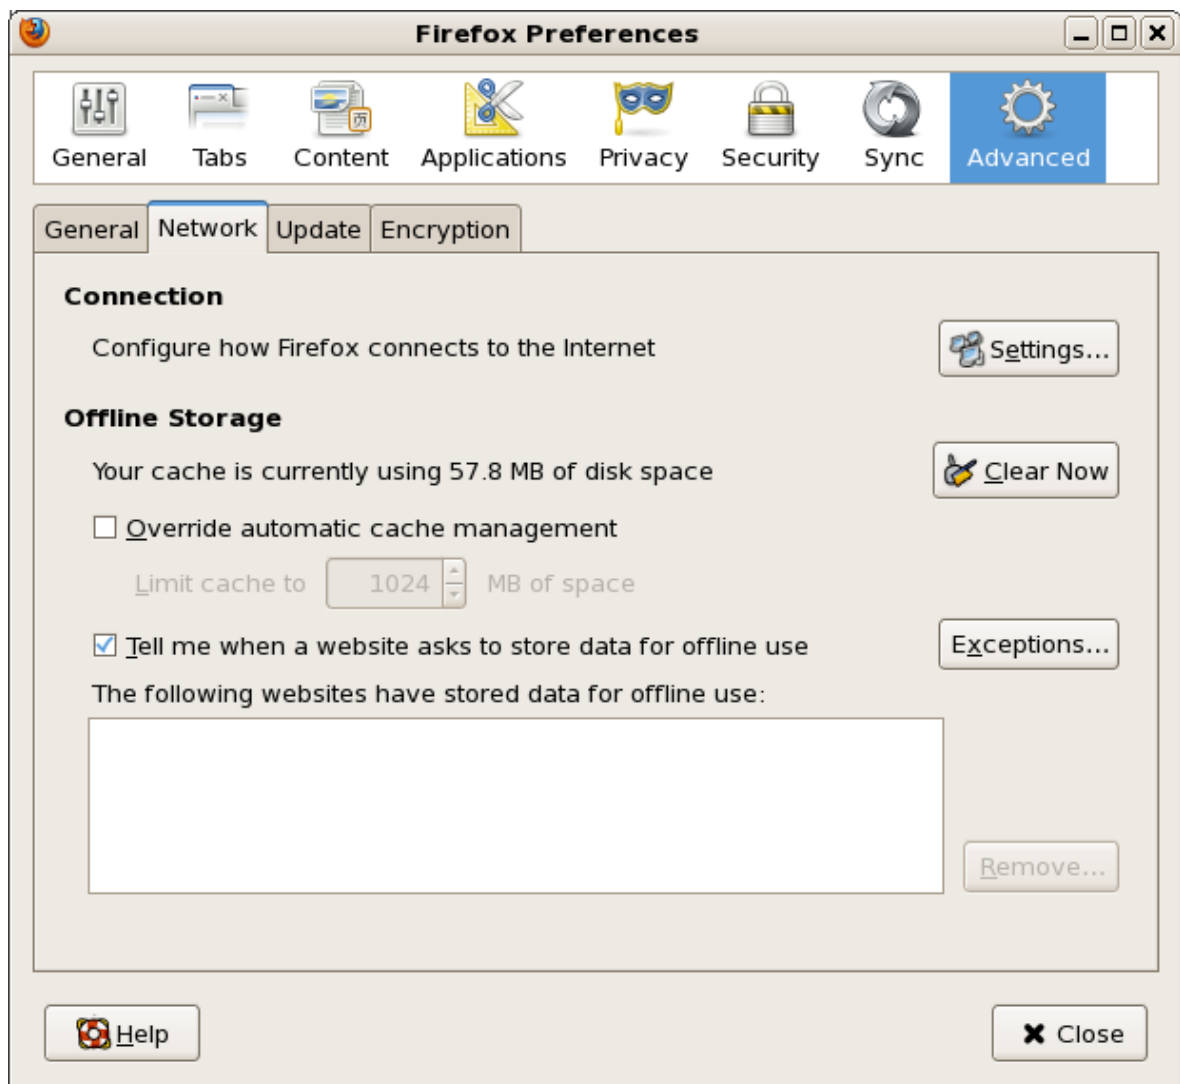 Firefox Preferences
General Tabs Content Applications Privacy Security Sync Advanced
General Network Update Encryption
Connection
Configure how Firefox connects to the Internet Settings...
Offline Storage
Your cache is currently using 57.8 MB of disk space Clear Now
Override automatic cache management
Limit cache to 1024 MB of space
Tell me when a website asks to store data for offline use Exceptions...
The following websites have stored data for offline use:
Remove...
Help Close